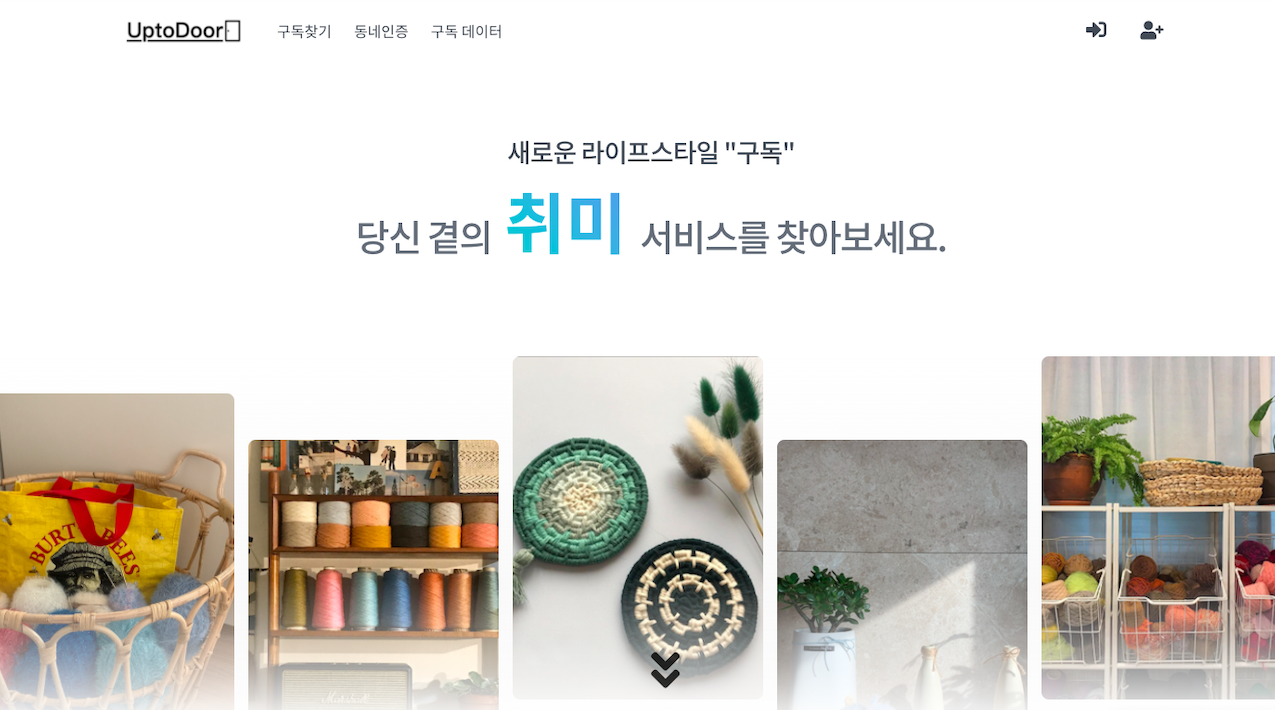 UptoDoor
구독찾기
동네인증
구독 데이터
새로운 라이프스타일 "구독"
당신 곁의 취미 서비스를 찾아보세요.
BURT BEES